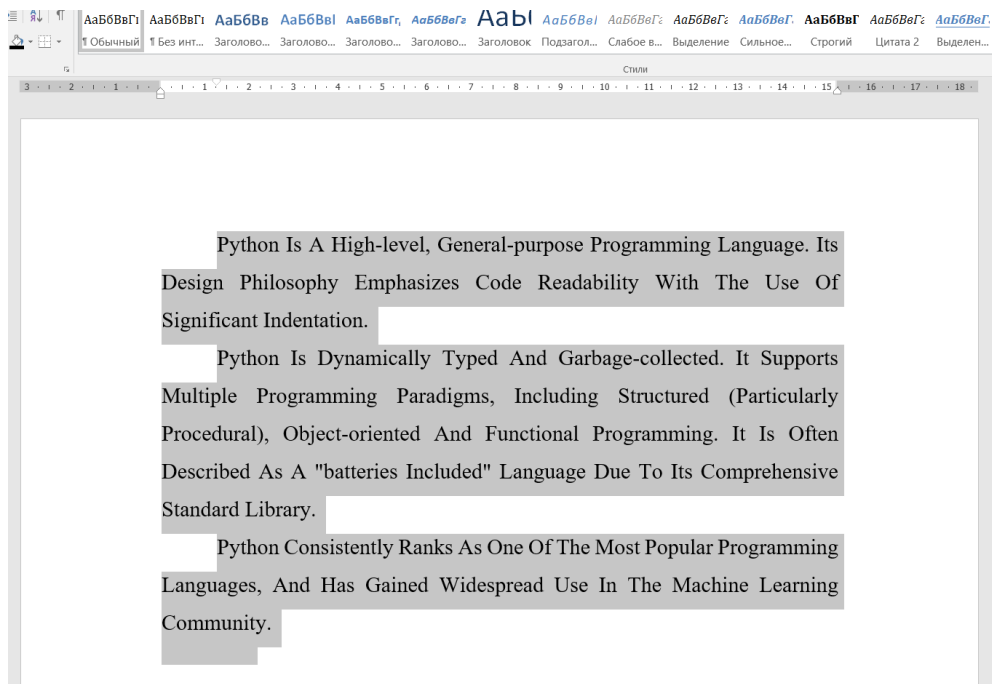 АаБбВвГг АаБбВвГг АаБбВв АаБбВвІ АаБбВвГг, АаБбВвГг АаБІ АаБбВвІ АаБбВвГг АаБбВвГг АаБбВвГг. АаБбВвГ АаБбВвГг АаБбВвГ.
¶ Обычный ¶ Без инт... Заголово... Заголово... Заголово... Заголово... Заголовок Подзагол... Слабое в... Выделение Сильное... Строгий Цитата 2 Выделен...
Стили
3 2 1 1 2 3 4 5 6 7 8 9 10 11 12 13 14 15 16 17 18
Python Is A High-level, General-purpose Programming Language. Its
Design Philosophy Emphasizes Code Readability With The Use Of
Significant Indentation.
Python Is Dynamically Typed And Garbage-collected. It Supports
Multiple Programming Paradigms, Including Structured (Particularly
Procedural), Object-oriented And Functional Programming. It Is Often
Described As A "batteries Included" Language Due To Its Comprehensive
Standard Library.
Python Consistently Ranks As One Of The Most Popular Programming
Languages, And Has Gained Widespread Use In The Machine Learning
Community.